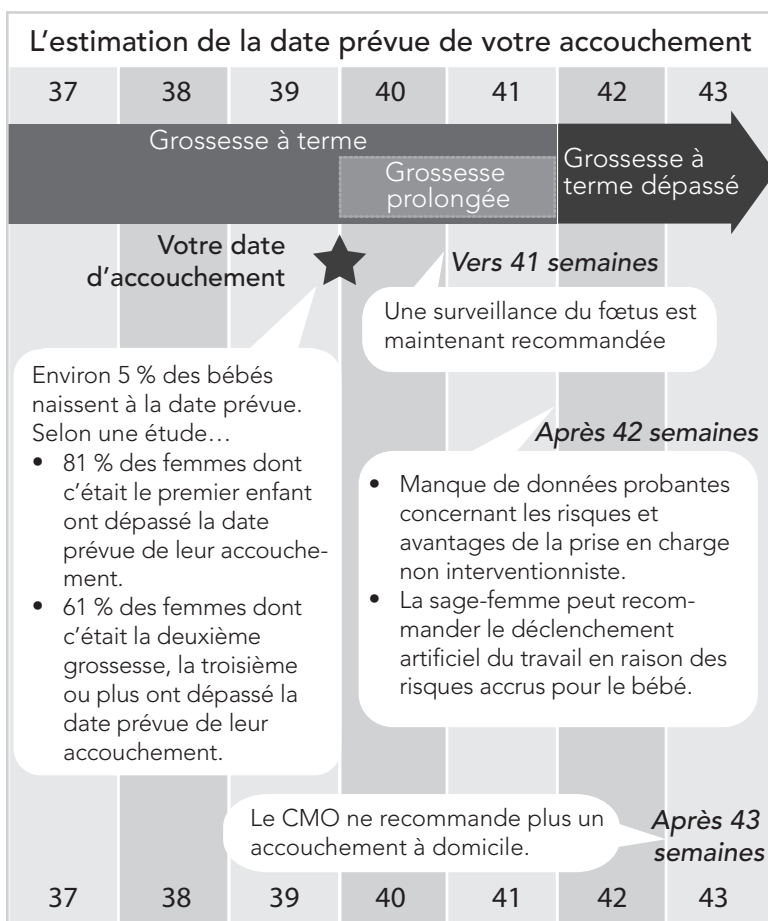 L'estimation de la date prévue de votre accouchement
37 38 39 40 41 42 43
Grossesse à terme
Grossesse
prolongée
Grossesse à
terme dépassé
Votre date
d'accouchement
Vers 41 semaines
Une surveillance du fœtus est
maintenant recommandée
Environ 5 % des bébés
naissent à la date prévue.
Selon une étude…
• 81 % des femmes dont
c'était le premier enfant
ont dépassé la date
prévue de leur accouche-
ment.
• 61 % des femmes dont
c'était la deuxième
grossesse, la troisième
ou plus ont dépassé la
date prévue de leur
accouchement.
Après 42 semaines
• Manque de données probantes
concernant les risques et
avantages de la prise en charge
non interventionniste.
• La sage-femme peut recom-
mander le déclenchement
artificiel du travail en raison des
risques accrus pour le bébé.
Le CMO ne recommande plus un
accouchement à domicile.
Après 43
semaines
37 38 39 40 41 42 43